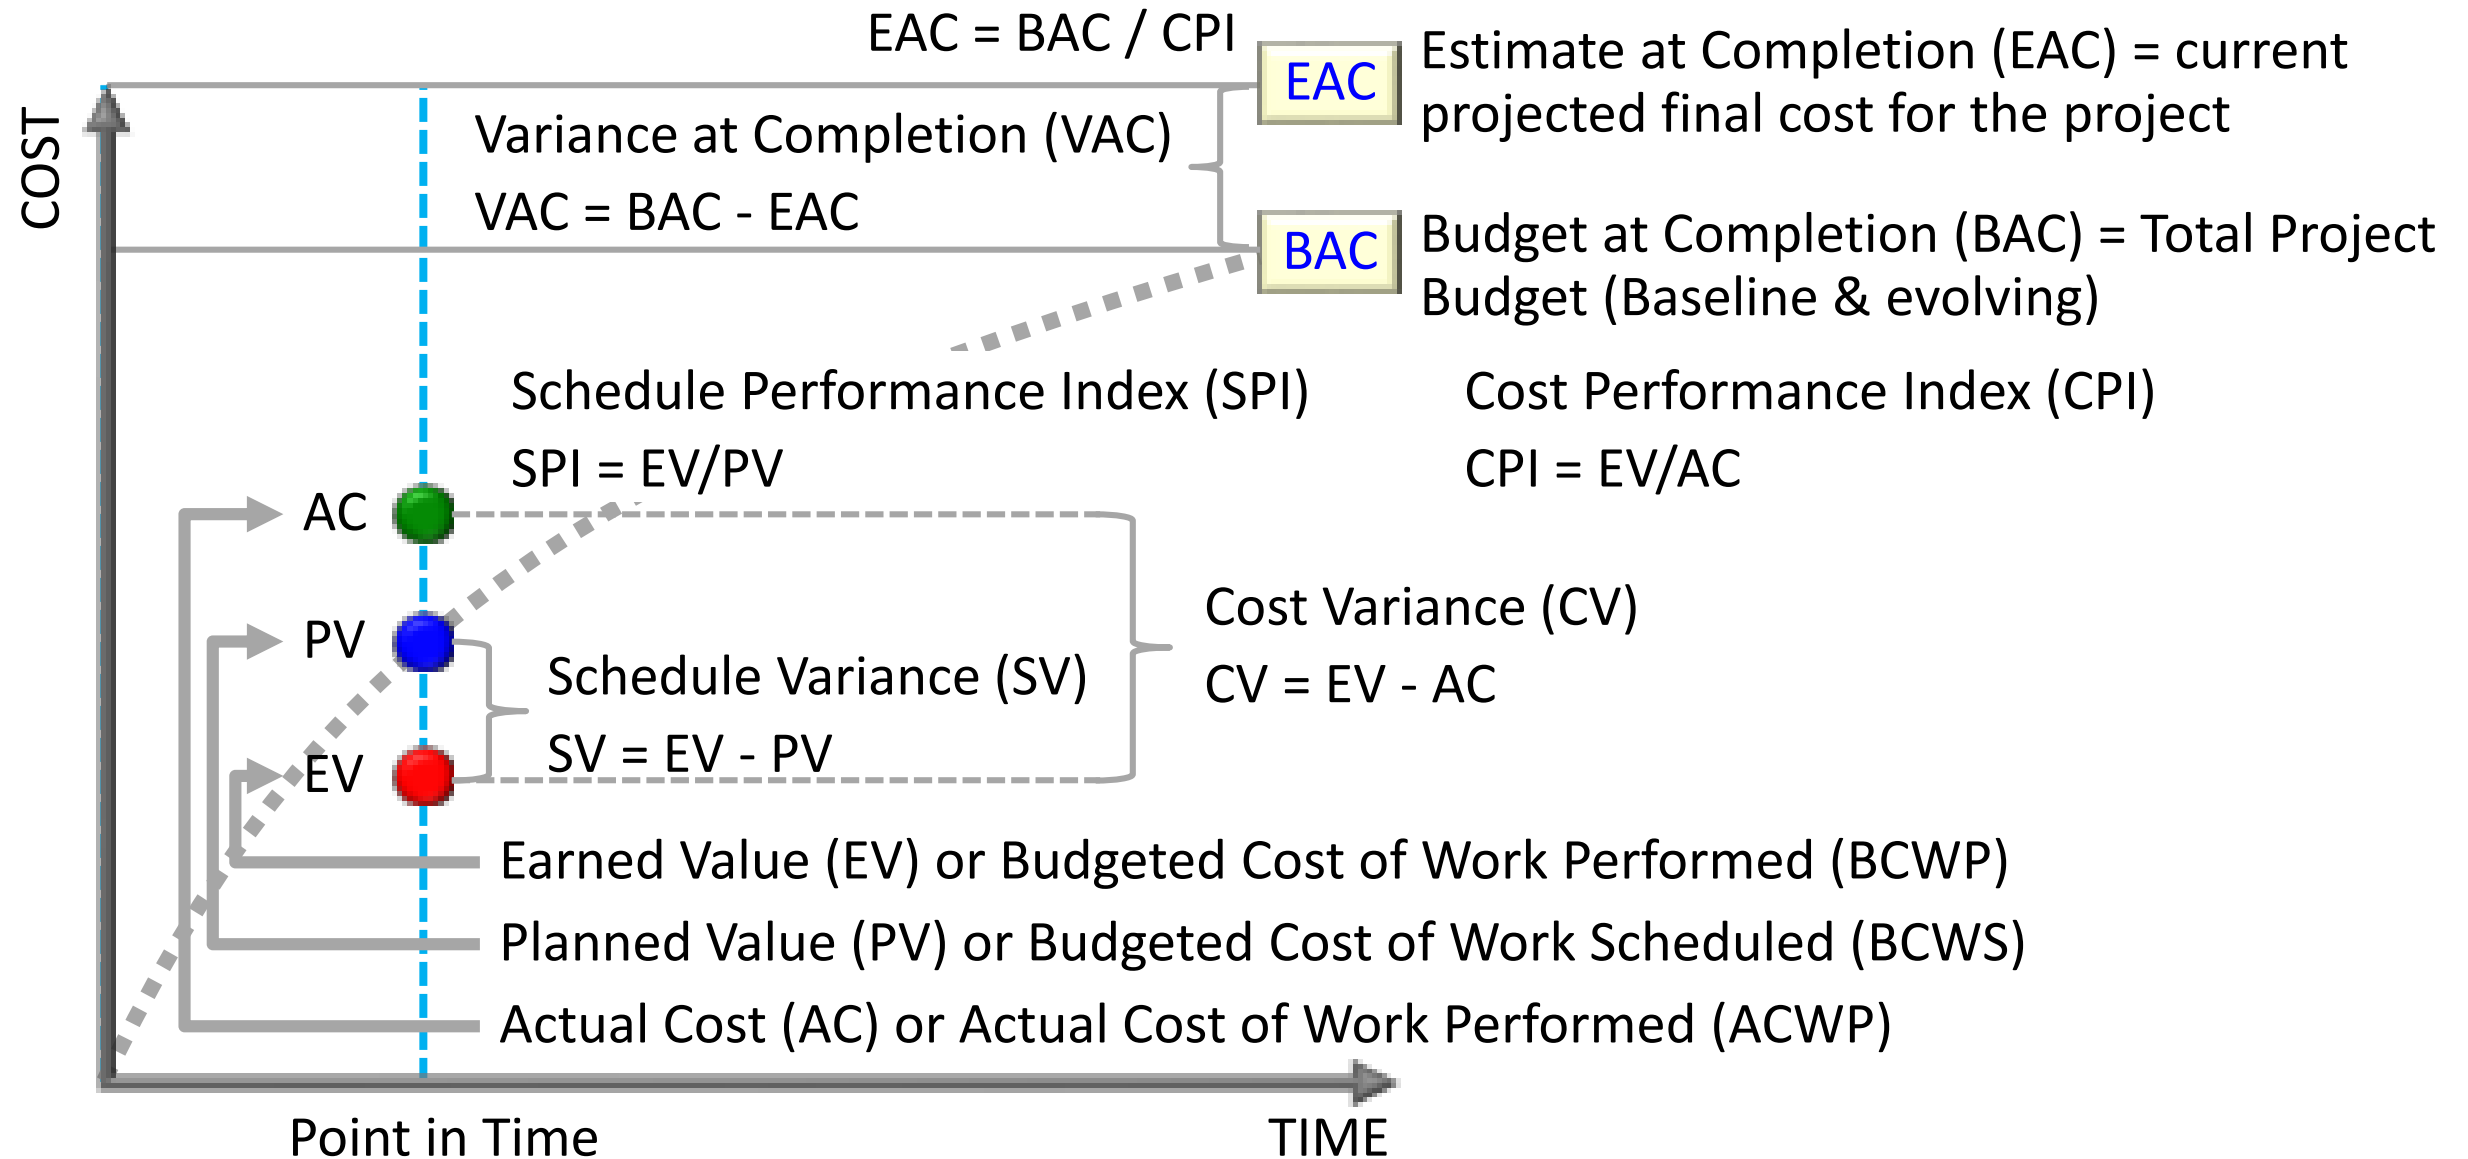 EAC = BAC / CPI
EAC
Estimate at Completion (EAC) = current
projected final cost for the project
COST
Variance at Completion (VAC)
VAC = BAC - EAC
BAC
Budget at Completion (BAC) = Total Project
Budget (Baseline & evolving)
Schedule Performance Index (SPI)
SPI = EV/PV
Cost Performance Index (CPI)
CPI = EV/AC
AC
PV
EV
Cost Variance (CV)
CV = EV - AC
Schedule Variance (SV)
SV = EV - PV
Earned Value (EV) or Budgeted Cost of Work Performed (BCWP)
Planned Value (PV) or Budgeted Cost of Work Scheduled (BCWS)
Actual Cost (AC) or Actual Cost of Work Performed (ACWP)
Point in Time
TIME